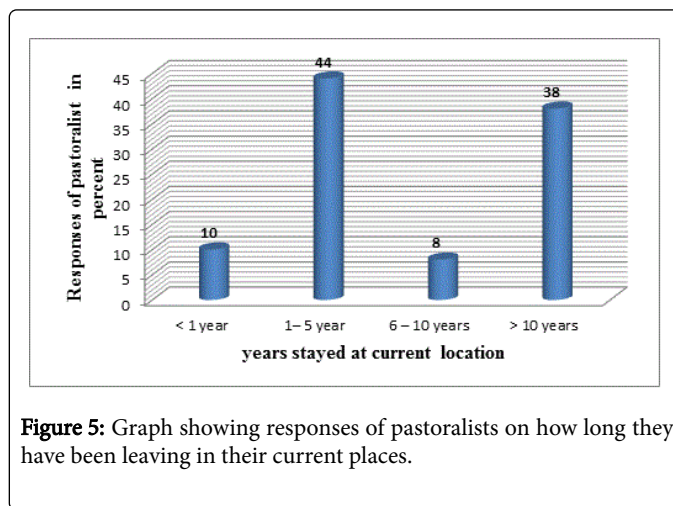 44
38
10
8
Responses of pastoralist in
percent
45
40
35
30
25
20
15
10
5
0
< 1 year 1– 5 year 6 – 10 years > 10 years
years stayed at current location
Figure 5: Graph showing responses of pastoralists on how long they
have been leaving in their current places.